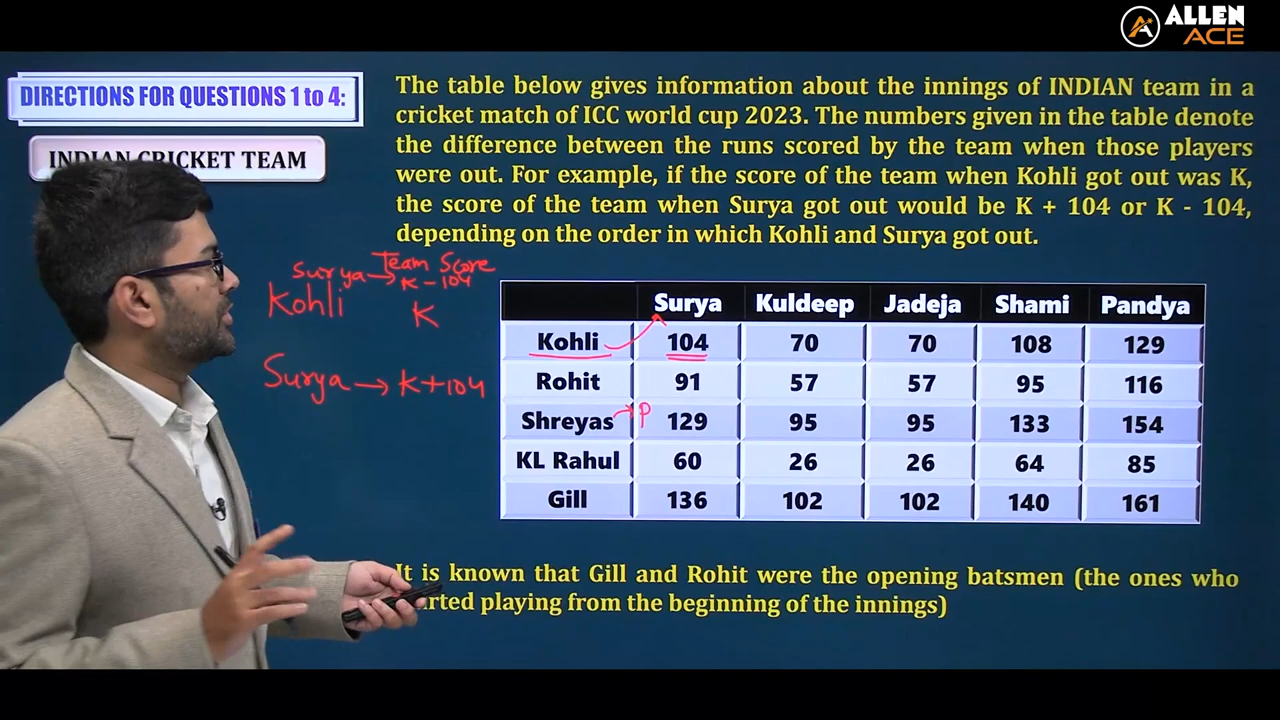 ALLEN
ACE
DIRECTIONS FOR QUESTIONS 1 to 4:
INDIAN CRICKET TEAM
The table below gives information about the innings of INDIAN team in a
cricket match of ICC world cup 2023. The numbers given in the table denote
the difference between the runs scored by the team when those players
were out. For example, if the score of the team when Kohli got out was K,
the score of the team when Surya got out would be K + 104 or K - 104,
depending on the order in which Kohli and Surya got out.
Team Score
Surya → K - 104
Kohli K
Surya → K+104
Surya Kuldeep Jadeja Shami Pandya
Kohli 104 70 70 108 129
Rohit 91 57 57 95 116
Shreyas P 129 95 95 133 154
KL Rahul 60 26 26 64 85
Gill 136 102 102 140 161
It is known that Gill and Rohit were the opening batsmen (the ones who
playing from the beginning of the innings)